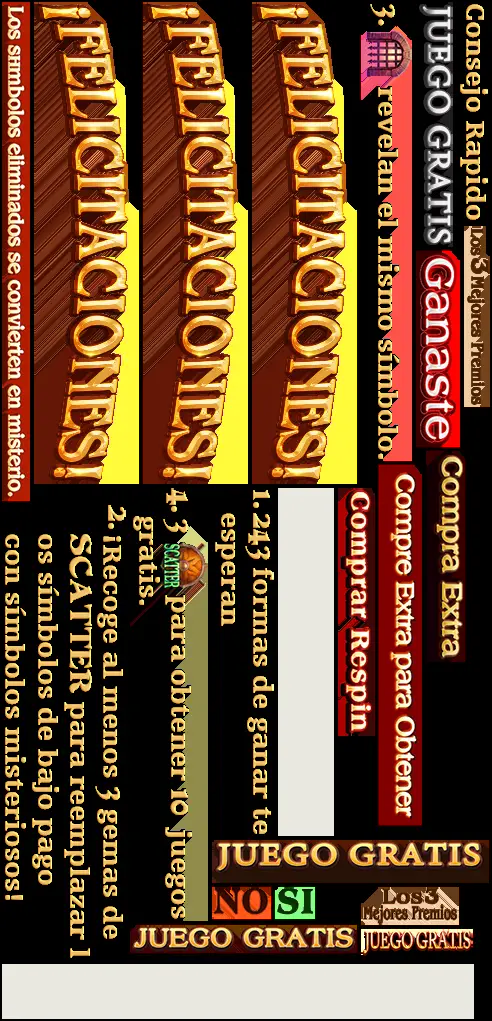 Consejo Rapido
Los 3 Mejores Premios
JUEGO GRATIS
Ganaste
3. revelan el mismo símbolo.
¡FELICITACIONES!
¡FELICITACIONES!
¡FELICITACIONES!
Los sımbolos eliminados se convierten en misterio.
Compra Extra
Compre Extra para Obtener
Comprar Respin
1.243 formas de ganar te
esperan
4. 3 SCATTER para obtener 10 juegos
gratis.
2. ¡Recoge al menos 3 gemas de
SCATTER para reemplazar l
os símbolos de bajo pago
con símbolos misteriosos!
JUEGO GRATIS
NO SI
Los 3
Mejores Premios
JUEGO GRATIS
JUEGO GRATIS